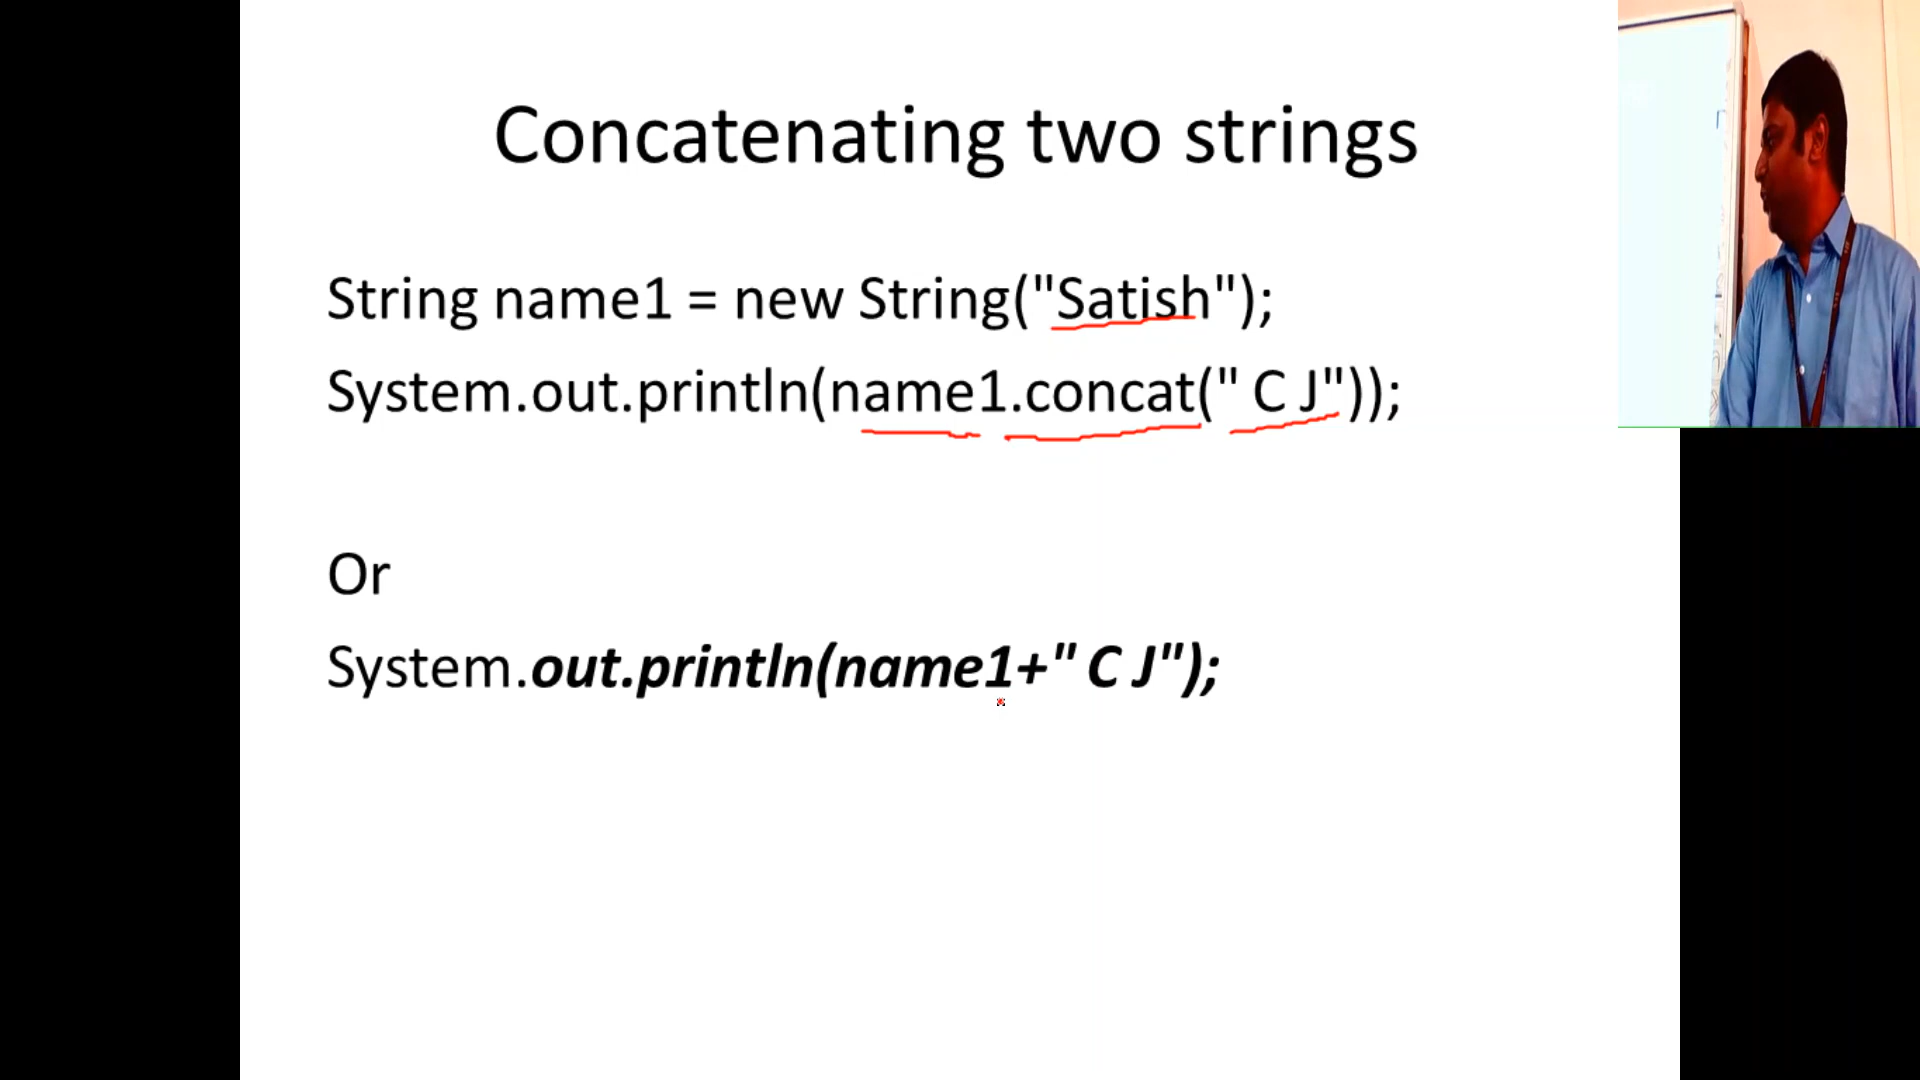 Concatenating two strings
String name1 = new String("Satish");
System.out.println(name1.concat(" C J"));
Or
System.out.println(name1+" C J");